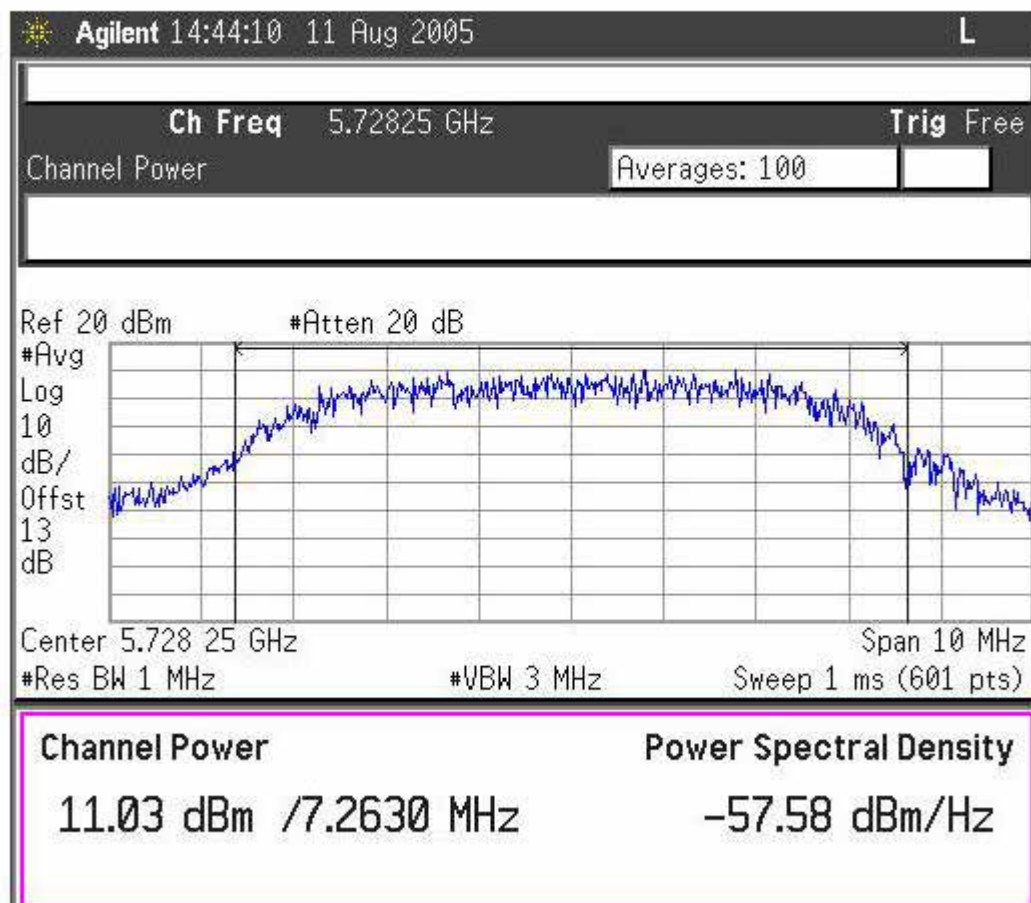 Agilent 14:44:10 11 Aug 2005 L
Ch Freq 5.72825 GHz Trig Free
Channel Power Averages: 100
Ref 20 dBm #Atten 20 dB
#Avg
Log
10
dB/
Offst
13
dB
Center 5.728 25 GHz Span 10 MHz
#Res BW 1 MHz #VBW 3 MHz Sweep 1 ms (601 pts)
Channel Power Power Spectral Density
11.03 dBm /7.2630 MHz -57.58 dBm/Hz